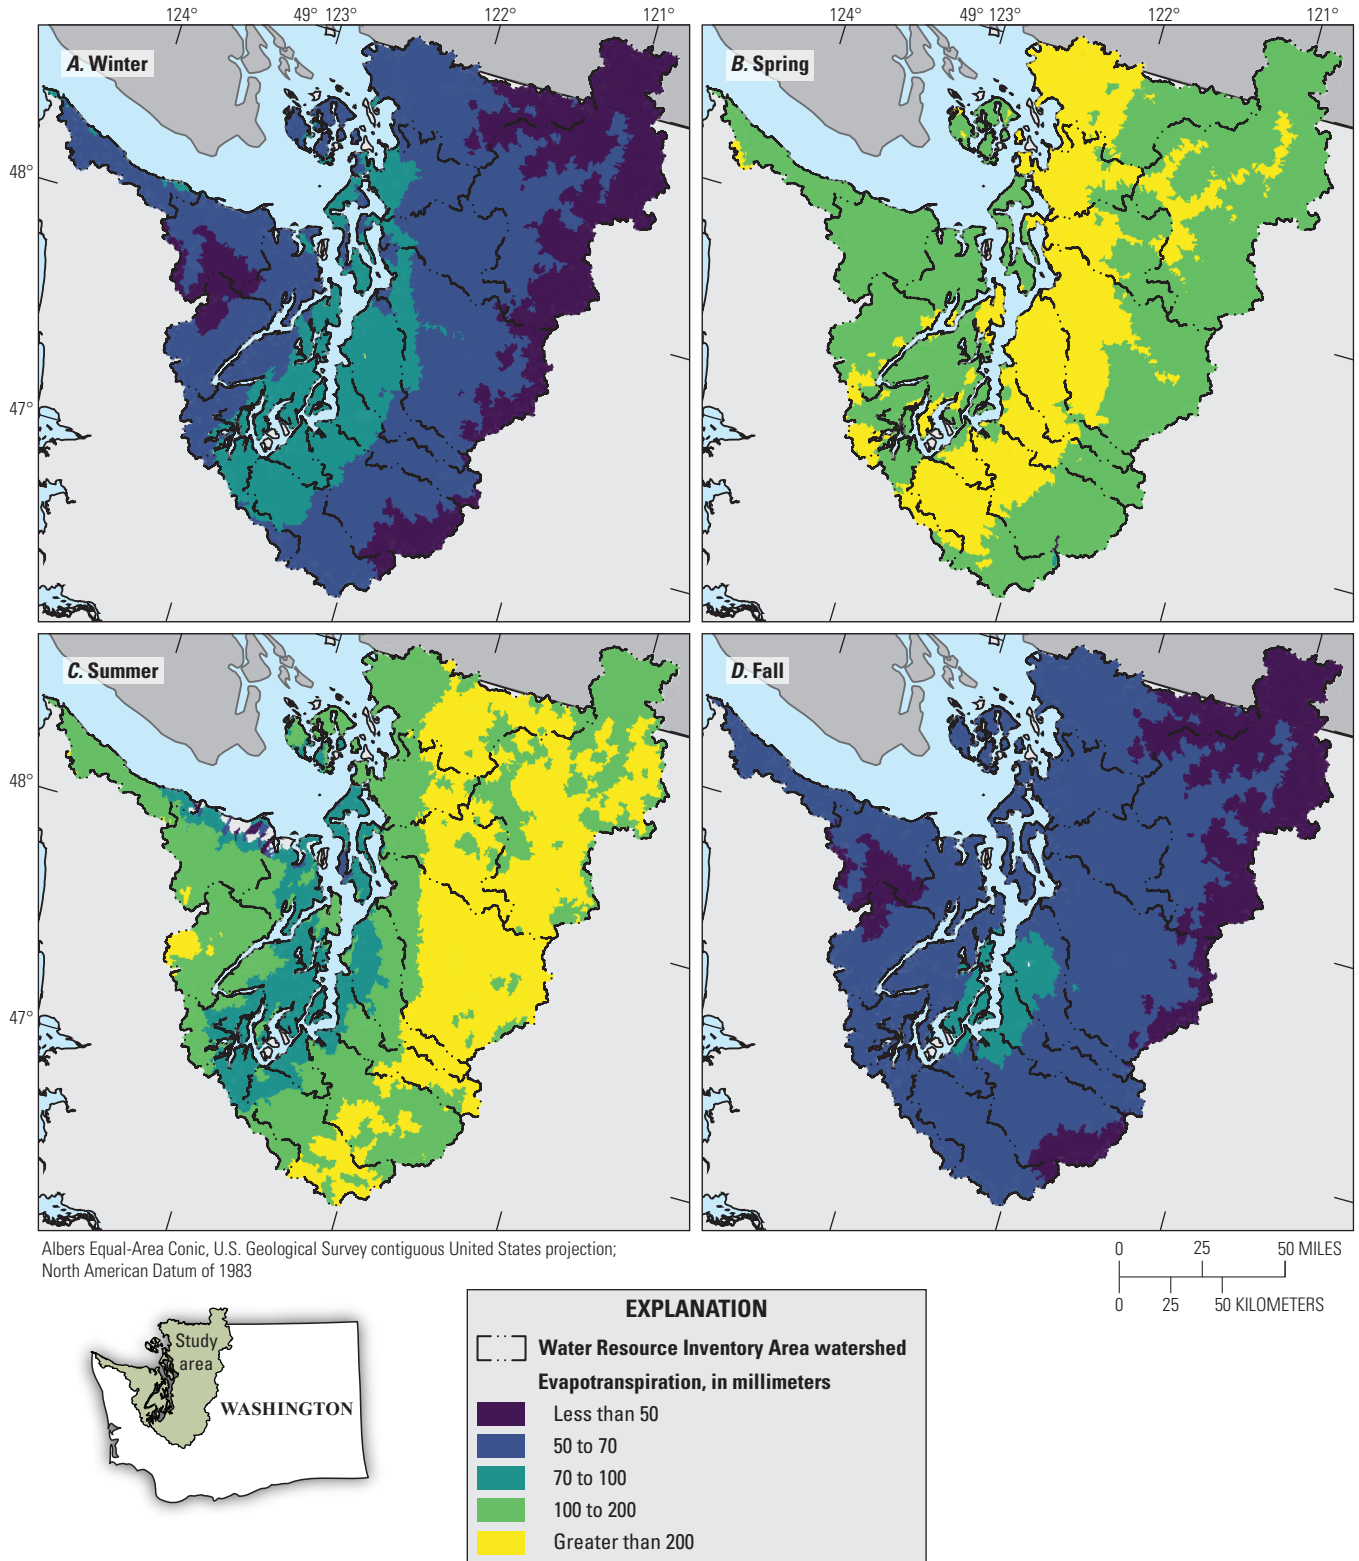 124° 49° 123° 122° 121°
124° 49° 123° 122° 121°
A. Winter
B. Spring
48°
47°
C. Summer
D. Fall
48°
47°
Albers Equal-Area Conic, U.S. Geological Survey contiguous United States projection;
North American Datum of 1983
0 25 50 MILES
0 25 50 KILOMETERS
Study
area
WASHINGTON
EXPLANATION
Water Resource Inventory Area watershed
Evapotranspiration, in millimeters
Less than 50
50 to 70
70 to 100
100 to 200
Greater than 200